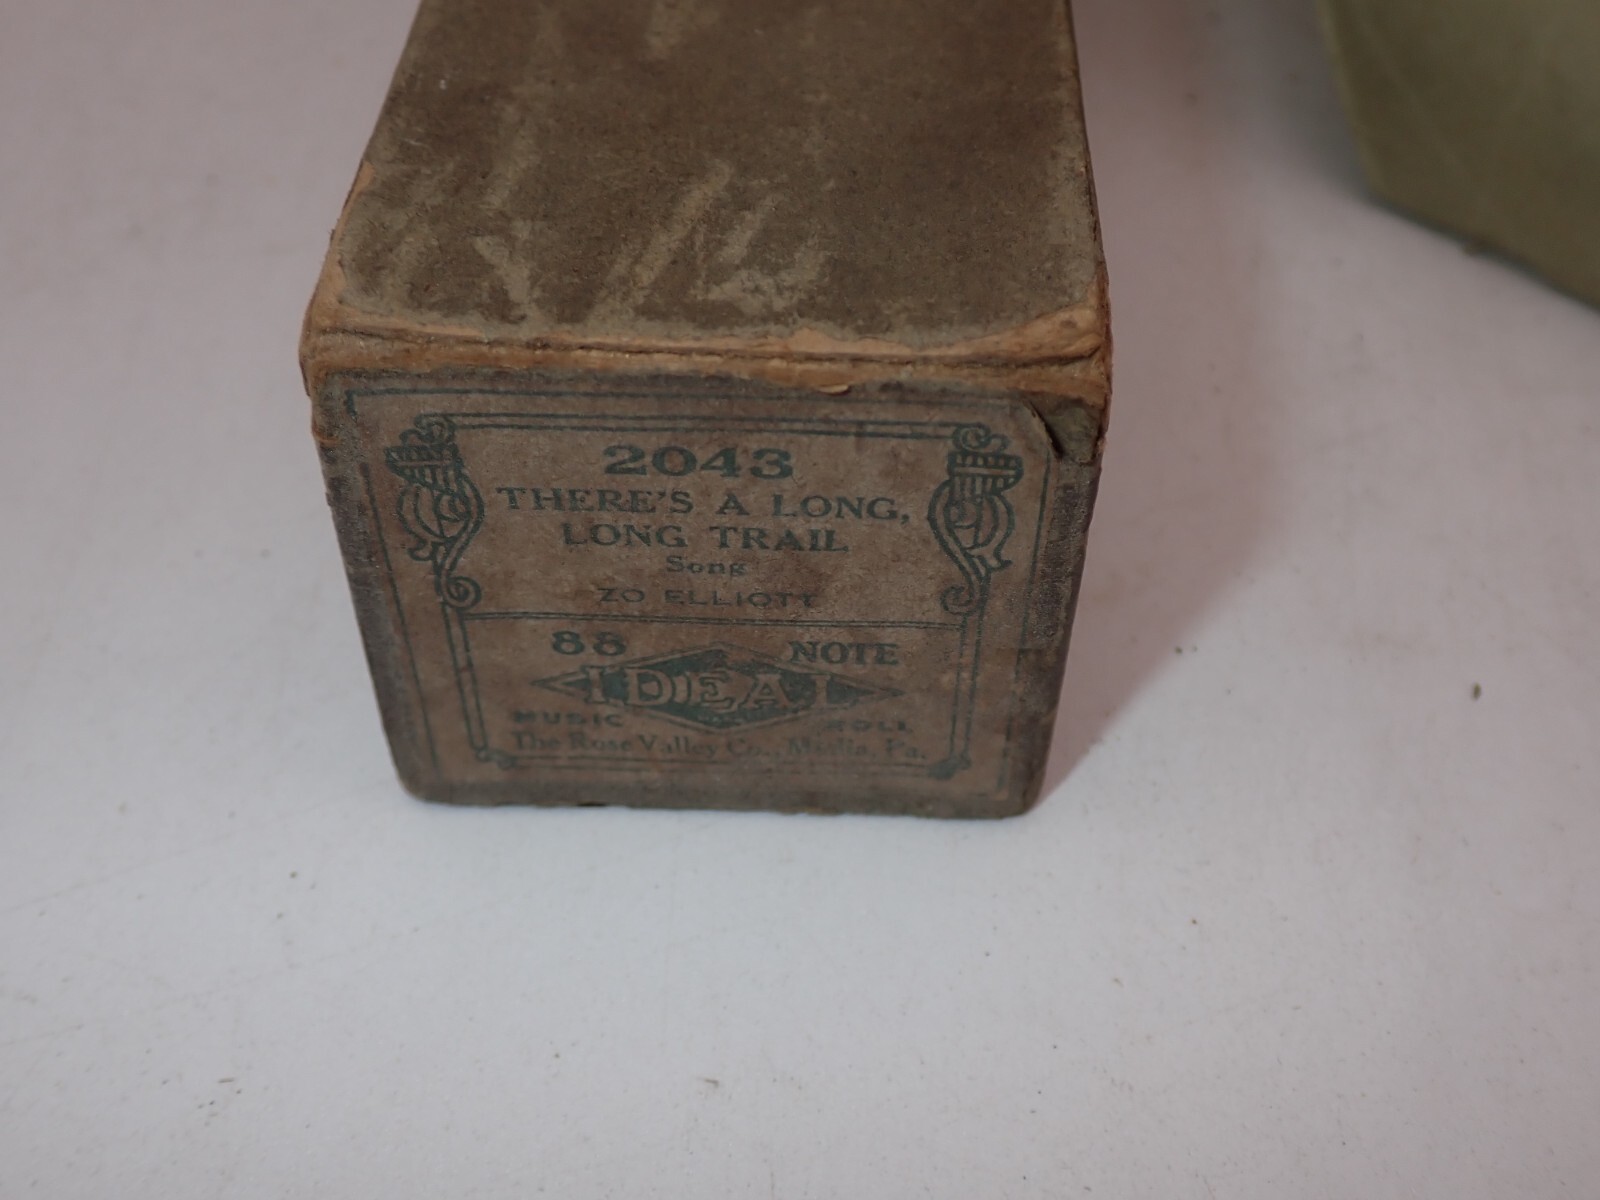 2043
THERE'S A LONG,
LONG TRAIL
Song
ZO ELLIOTT
88 NOTE
IDEAL
MUSIC ROLL
The Rose Valley Co., Media, Pa.